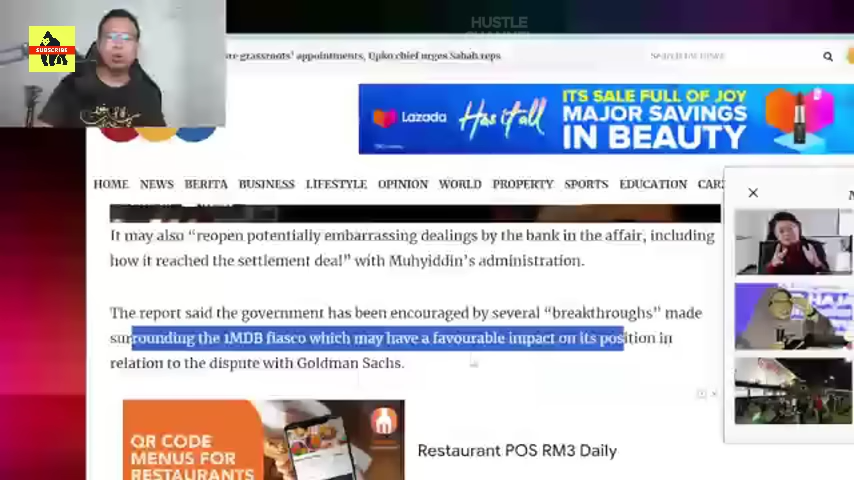 HUSTLE
CHANNEL
SUBSCRIBE
grassroots' appointments, Upko chief urges Sabah reps
Lazada
Has it all
ITS SALE FULL OF JOY
MAJOR SAVINGS
IN BEAUTY
HOME NEWS BERITA BUSINESS LIFESTYLE OPINION WORLD PROPERTY SPORTS EDUCATION
It may also “reopen potentially embarrassing dealings by the bank in the affair, including
how it reached the settlement deal” with Muhyiddin’s administration.
The report said the government has been encouraged by several “breakthroughs” made
surrounding the 1MDB fiasco which may have a favourable impact on its position in
relation to the dispute with Goldman Sachs.
QR CODE
MENUS FOR
RESTAURANTS
Restaurant POS RM3 Daily